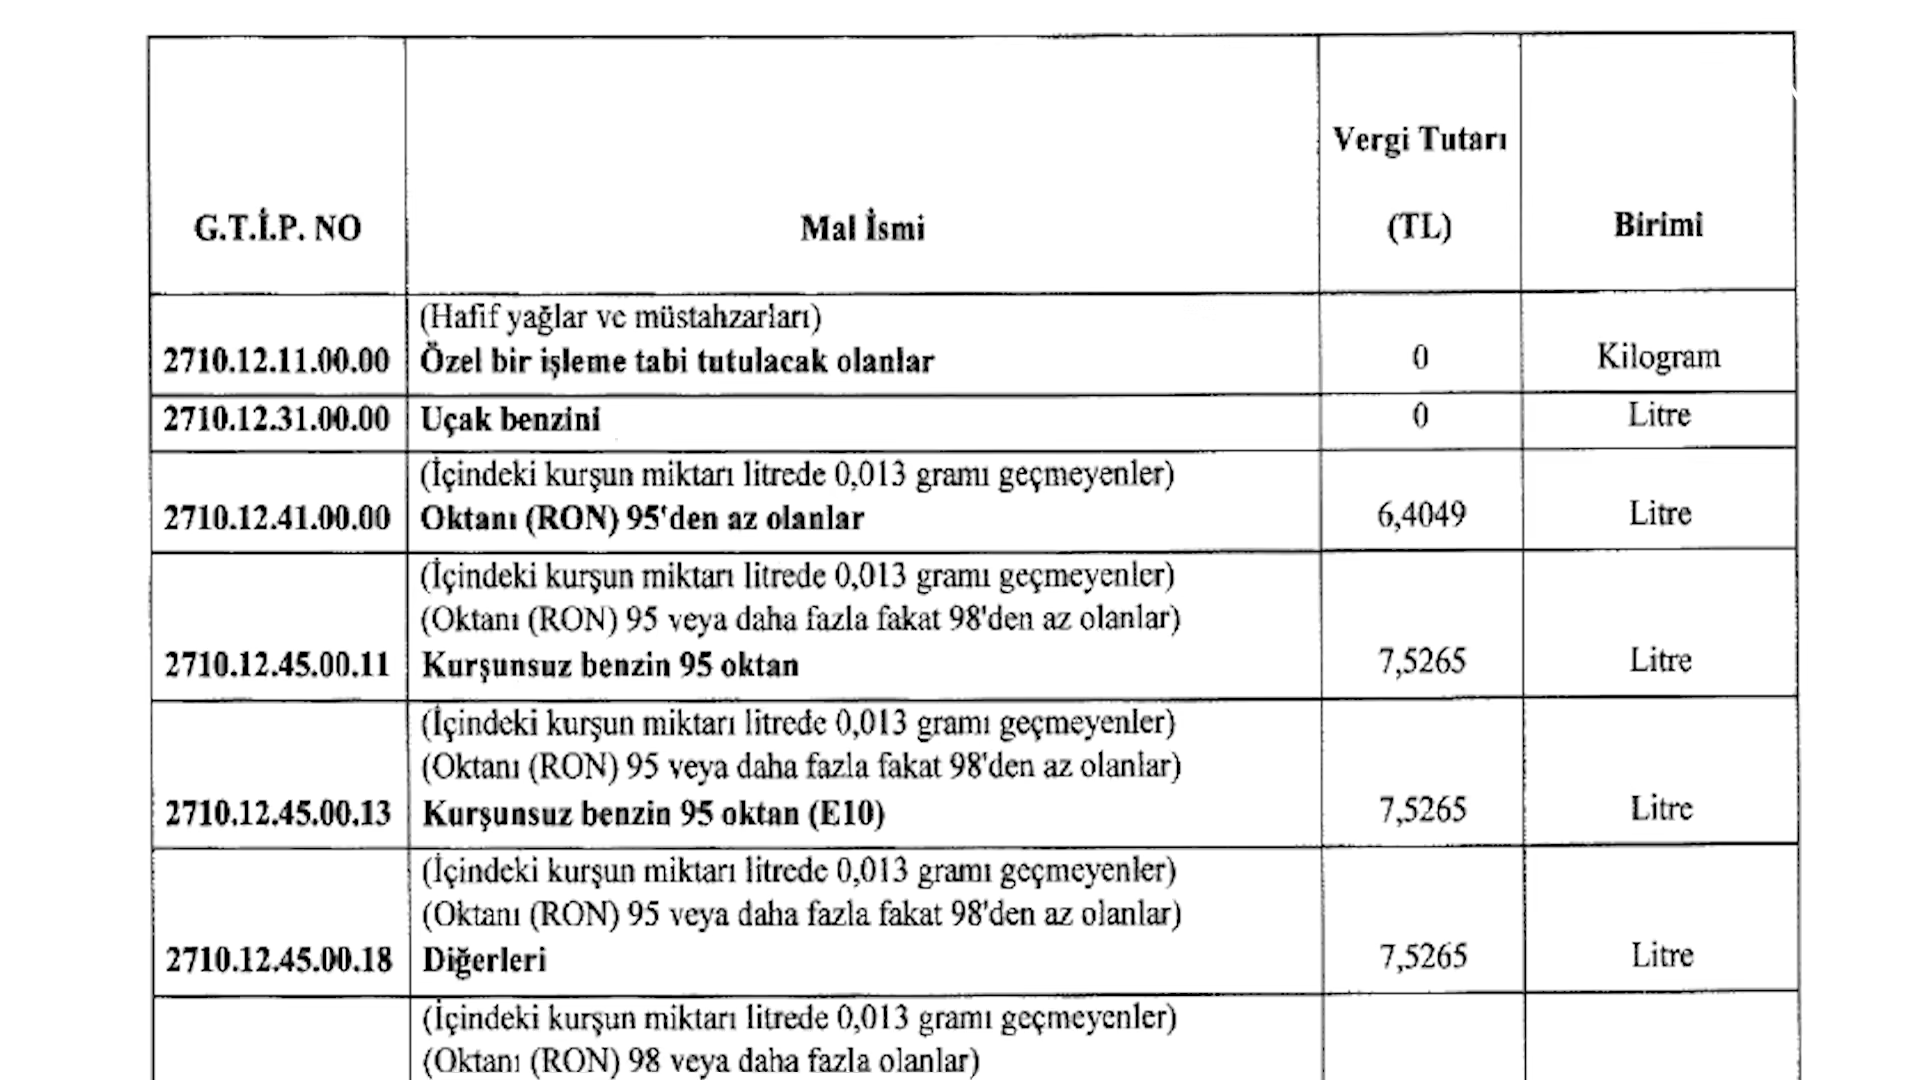 G.T.İ.P. NO
Mal İsmi
Vergi Tutarı
(TL)
Birimi
(Hafif yağlar ve müstahzarları)
2710.12.11.00.00 Özel bir işleme tabi tutulacak olanlar 0 Kilogram
2710.12.31.00.00 Uçak benzini 0 Litre
(İçindeki kurşun miktarı litrede 0,013 gramı geçmeyenler)
2710.12.41.00.00 Oktanı (RON) 95'den az olanlar 6,4049 Litre
(İçindeki kurşun miktarı litrede 0,013 gramı geçmeyenler)
(Oktanı (RON) 95 veya daha fazla fakat 98'den az olanlar)
2710.12.45.00.11 Kurşunsuz benzin 95 oktan 7,5265 Litre
(İçindeki kurşun miktarı litrede 0,013 gramı geçmeyenler)
(Oktanı (RON) 95 veya daha fazla fakat 98'den az olanlar)
2710.12.45.00.13 Kurşunsuz benzin 95 oktan (E10) 7,5265 Litre
(İçindeki kurşun miktarı litrede 0,013 gramı geçmeyenler)
(Oktanı (RON) 95 veya daha fazla fakat 98'den az olanlar)
2710.12.45.00.18 Diğerleri 7,5265 Litre
(İçindeki kurşun miktarı litrede 0,013 gramı geçmeyenler)
(Oktanı (RON) 98 veya daha fazla olanlar)